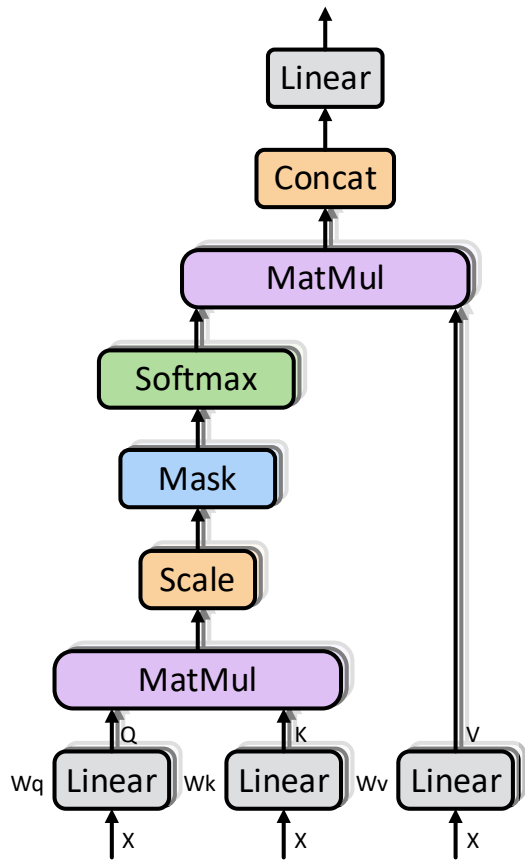 Linear
Concat
MatMul
Softmax
Mask
Scale
MatMul
Q K V
Wq Linear Wk Linear Wv Linear
X X X